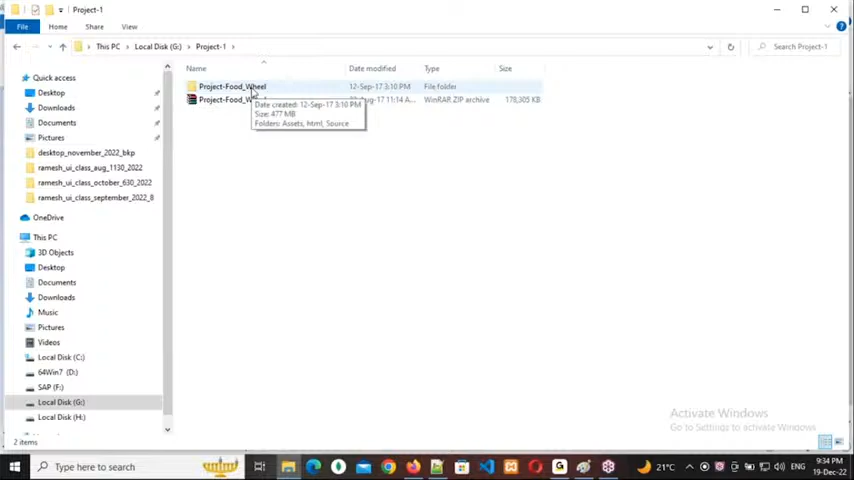 Project-1
File
Home
Share
View
This PC
Local Disk (G:)
Project-1
Search Project-1
Name
Date modified
Type
Size
Project-Food_Wheel
12-Sep-17 3:10 PM
File folder
Project-Food_
11:14 A...
WinRAR ZIP archive
178,305 KB
Date created: 12-Sep-17 3:10 PM
Size: 477 MB
Folders: Assets, html, Source
Quick access
Desktop
Downloads
Documents
Pictures
desktop_november_2022_bkp
ramesh_ui_class_aug_1130_2022
ramesh_ui_class_october_630_2022
ramesh_ui_class_september_2022_8
OneDrive
This PC
3D Objects
Desktop
Documents
Downloads
Music
Pictures
Videos
Local Disk (C:)
64Win7 (D:)
SAP (F:)
Local Disk (G:)
Local Disk (H:)
2 items
Activate Windows
Go to Settings to activate Windows.
Type here to search
21°C
ENG
9:34 PM
19-Dec-22